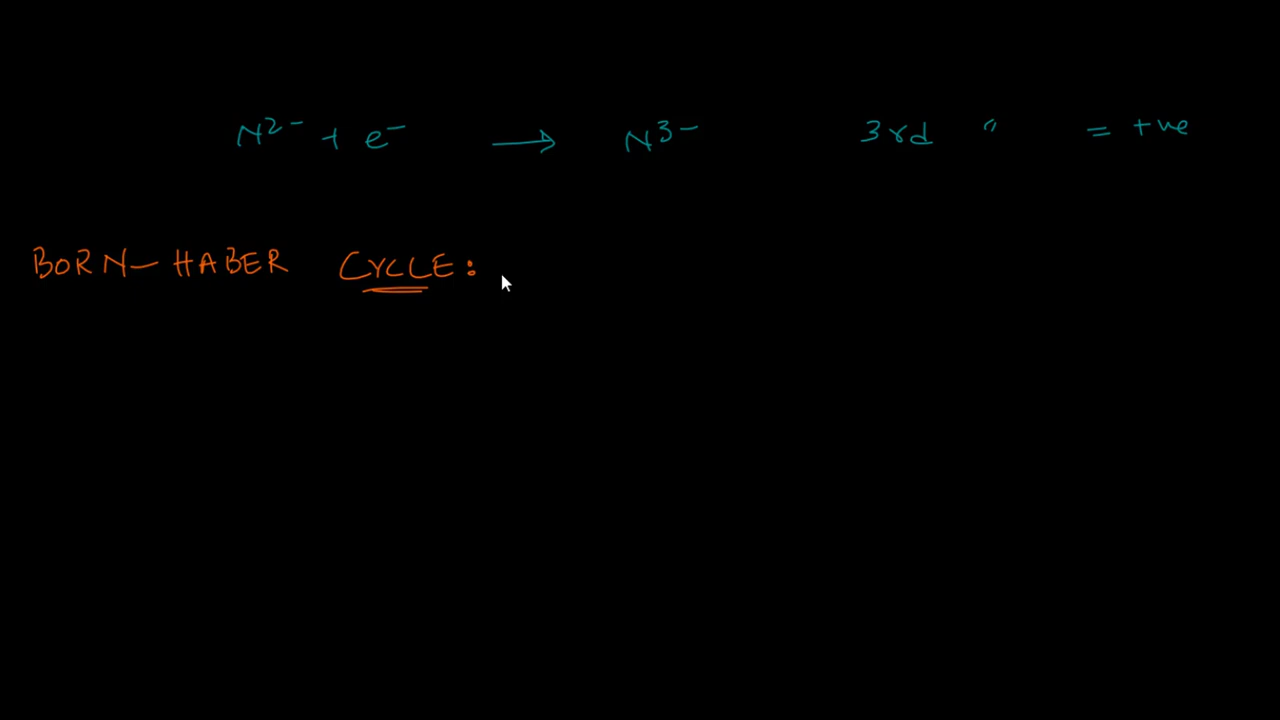 N²⁻ + e⁻ → N³⁻ 3rd " = +ve
BORN-HABER CYCLE: